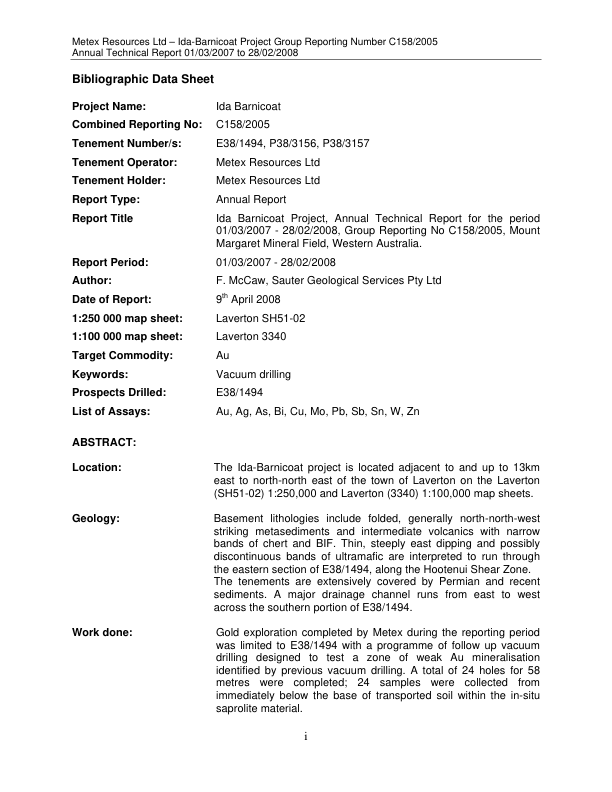 Metex Resources Ltd – Ida-Barnicoat Project Group Reporting Number C158/2005
Annual Technical Report 01/03/2007 to 28/02/2008
Bibliographic Data Sheet
Project Name: Ida Barnicoat
Combined Reporting No: C158/2005
Tenement Number/s: E38/1494, P38/3156, P38/3157
Tenement Operator: Metex Resources Ltd
Tenement Holder: Metex Resources Ltd
Report Type: Annual Report
Report Title Ida Barnicoat Project, Annual Technical Report for the period
01/03/2007 - 28/02/2008, Group Reporting No C158/2005, Mount
Margaret Mineral Field, Western Australia.
Report Period: 01/03/2007 - 28/02/2008
Author: F. McCaw, Sauter Geological Services Pty Ltd
Date of Report: 9th April 2008
1:250 000 map sheet: Laverton SH51-02
1:100 000 map sheet: Laverton 3340
Target Commodity: Au
Keywords: Vacuum drilling
Prospects Drilled: E38/1494
List of Assays: Au, Ag, As, Bi, Cu, Mo, Pb, Sb, Sn, W, Zn
ABSTRACT:
Location: The Ida-Barnicoat project is located adjacent to and up to 13km
east to north-north east of the town of Laverton on the Laverton
(SH51-02) 1:250,000 and Laverton (3340) 1:100,000 map sheets.
Geology: Basement lithologies include folded, generally north-north-west
striking metasediments and intermediate volcanics with narrow
bands of chert and BIF. Thin, steeply east dipping and possibly
discontinuous bands of ultramafic are interpreted to run through
the eastern section of E38/1494, along the Hootenui Shear Zone.
The tenements are extensively covered by Permian and recent
sediments. A major drainage channel runs from east to west
across the southern portion of E38/1494.
Work done: Gold exploration completed by Metex during the reporting period
was limited to E38/1494 with a programme of follow up vacuum
drilling designed to test a zone of weak Au mineralisation
identified by previous vacuum drilling. A total of 24 holes for 58
metres were completed; 24 samples were collected from
immediately below the base of transported soil within the in-situ
saprolite material.
i